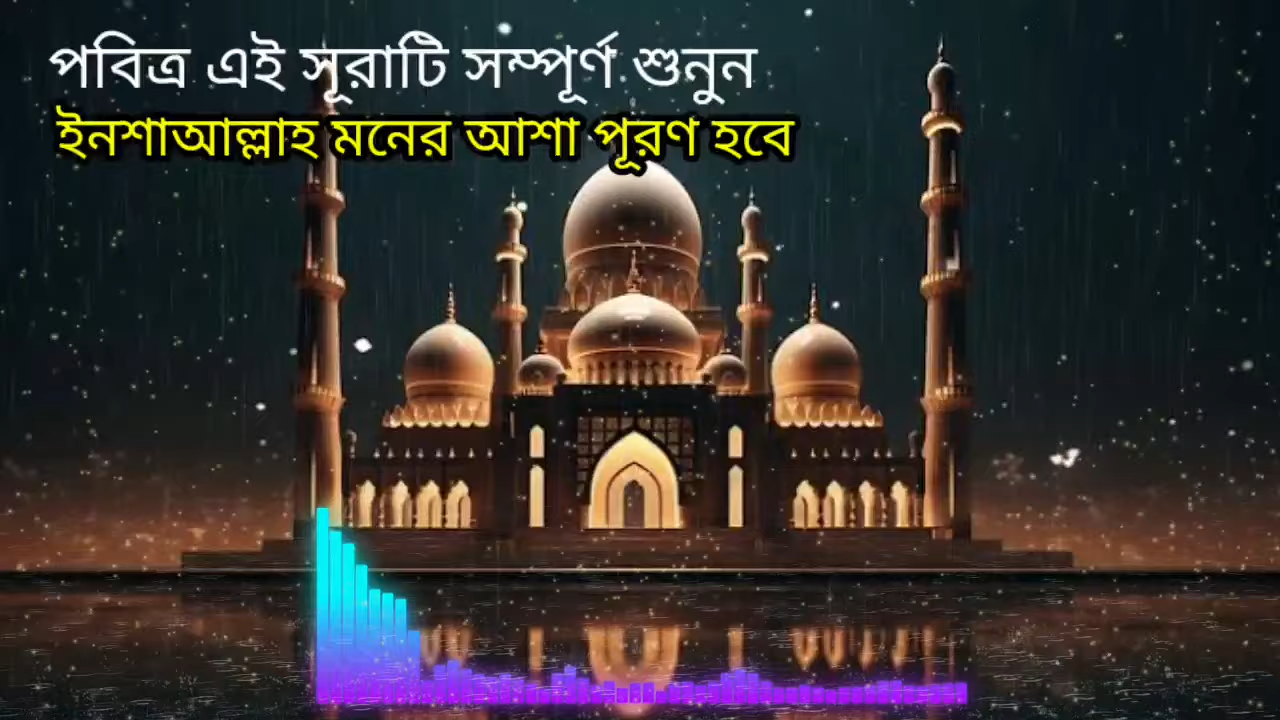 পবিত্র এই সূরাটি সম্পূর্ণ শুনুন
ইনশাআল্লাহ মনের আশা পূরণ হবে